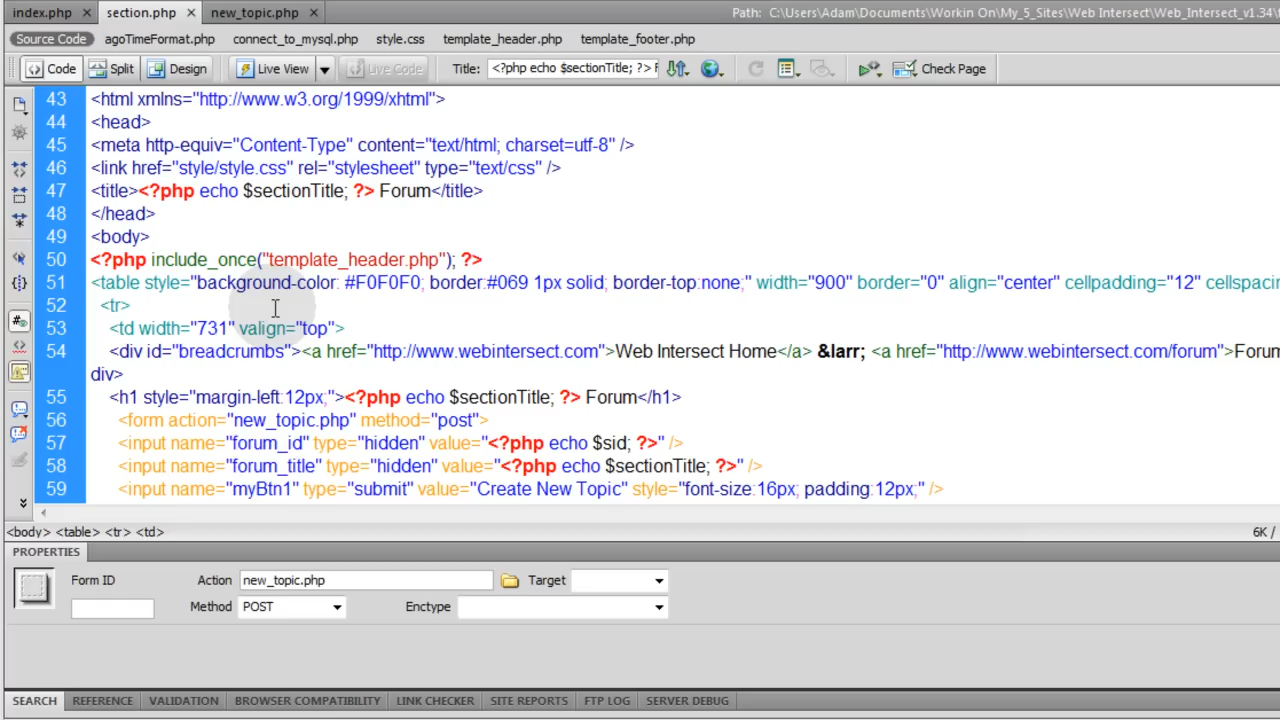 index.php × section.php × new_topic.php × Path: C:\Users\Adam\Documents\Workin On\My_5_Sites\Web Intersect\Web_Intersect_v1.34\
Source Code agoTimeFormat.php connect_to_mysql.php style.css template_header.php template_footer.php
Code Split Design Live View Live Code Title: <?php echo $sectionTitle; ?> F Check Page
43 <html xmlns="http://www.w3.org/1999/xhtml">
44 <head>
45 <meta http-equiv="Content-Type" content="text/html; charset=utf-8" />
46 <link href="style/style.css" rel="stylesheet" type="text/css" />
47 <title><?php echo $sectionTitle; ?> Forum</title>
48 </head>
49 <body>
50 <?php include_once("template_header.php"); ?>
51 <table style="background-color: #F0F0F0; border:#069 1px solid; border-top:none;" width="900" border="0" align="center" cellpadding="12" cellspacin
52 <tr>
53 <td width="731" valign="top">
54 <div id="breadcrumbs"><a href="http://www.webintersect.com">Web Intersect Home</a> &larr; <a href="http://www.webintersect.com/forum">Forum
div>
55 <h1 style="margin-left:12px;"><?php echo $sectionTitle; ?> Forum</h1>
56 <form action="new_topic.php" method="post">
57 <input name="forum_id" type="hidden" value="<?php echo $sid; ?>" />
58 <input name="forum_title" type="hidden" value="<?php echo $sectionTitle; ?>" />
59 <input name="myBtn1" type="submit" value="Create New Topic" style="font-size:16px; padding:12px;" />
<body> <table> <tr> <td> 6K /
PROPERTIES
Form ID Action new_topic.php Target
Method POST Enctype
SEARCH REFERENCE VALIDATION BROWSER COMPATIBILITY LINK CHECKER SITE REPORTS FTP LOG SERVER DEBUG